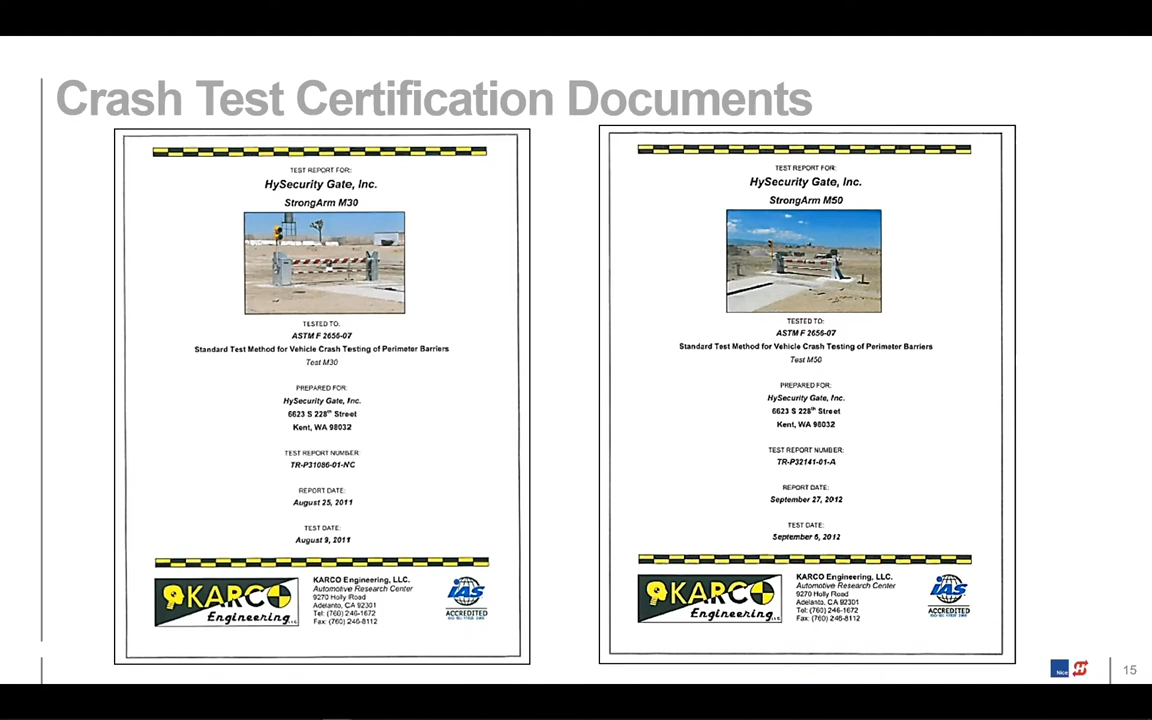 Crash Test Certification Documents
TEST REPORT FOR:
HySecurity Gate, Inc.
StrongArm M30
TESTED TO:
ASTM F 2656-07
Standard Test Method for Vehicle Crash Testing of Perimeter Barriers
Test M30
PREPARED FOR:
HySecurity Gate, Inc.
6623 S 228th Street
Kent, WA 98032
TEST REPORT NUMBER:
TR-P31086-01-NC
REPORT DATE:
August 25, 2011
TEST DATE:
August 9, 2011
KARCO
Engineering, LLC
KARCO Engineering, LLC.
Automotive Research Center
9270 Holly Road
Adelanto, CA 92301
Tel: (760) 246-1672
Fax: (760) 246-8112
IAS
ACCREDITED
TEST REPORT FOR:
HySecurity Gate, Inc.
StrongArm M50
TESTED TO:
ASTM F 2656-07
Standard Test Method for Vehicle Crash Testing of Perimeter Barriers
Test M50
PREPARED FOR:
HySecurity Gate, Inc.
6623 S 228th Street
Kent, WA 98032
TEST REPORT NUMBER:
TR-P32141-01-A
REPORT DATE:
September 27, 2012
TEST DATE:
September 6, 2012
KARCO
Engineering, LLC
KARCO Engineering, LLC.
Automotive Research Center
9270 Holly Road
Adelanto, CA 92301
Tel: (760) 246-1672
Fax: (760) 246-8112
IAS
ACCREDITED
Nice
H
15